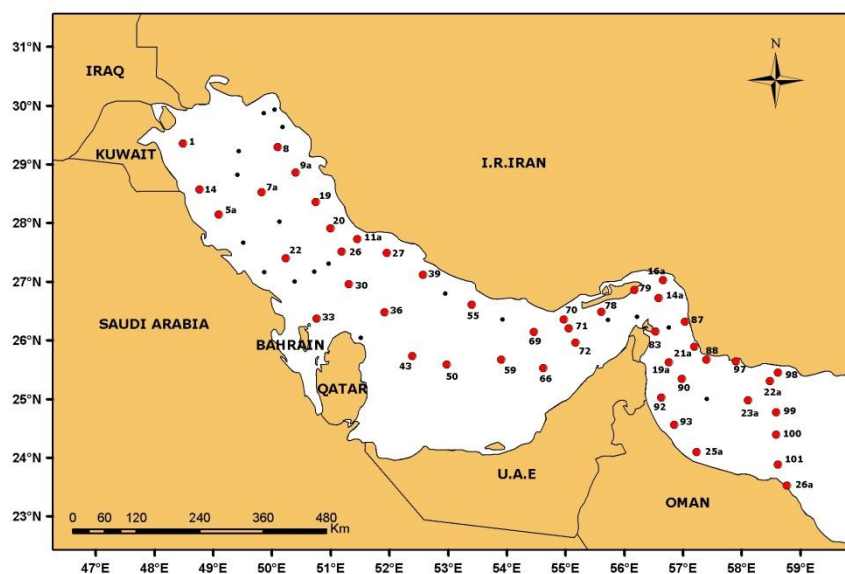 N
31°N
IRAQ
30°N
1
8
29°N
KUWAIT
9a
I.R.IRAN
14
7a
19
5a
28°N
20
11a
22
26
27
27°N
30
39
16a
79
14a
78
33
36
55
70
87
26°N
SAUDI ARABIA
BAHRAIN
71
69
83
72
21a
88
43
50
59
66
19a
97
98
QATAR
90
22a
25°N
92
23a
99
93
100
24°N
25a
101
U.A.E
26a
OMAN
23°N
0 60 120 240 360 480
Km
47°E 48°E 49°E 50°E 51°E 52°E 53°E 54°E 55°E 56°E 57°E 58°E 59°E